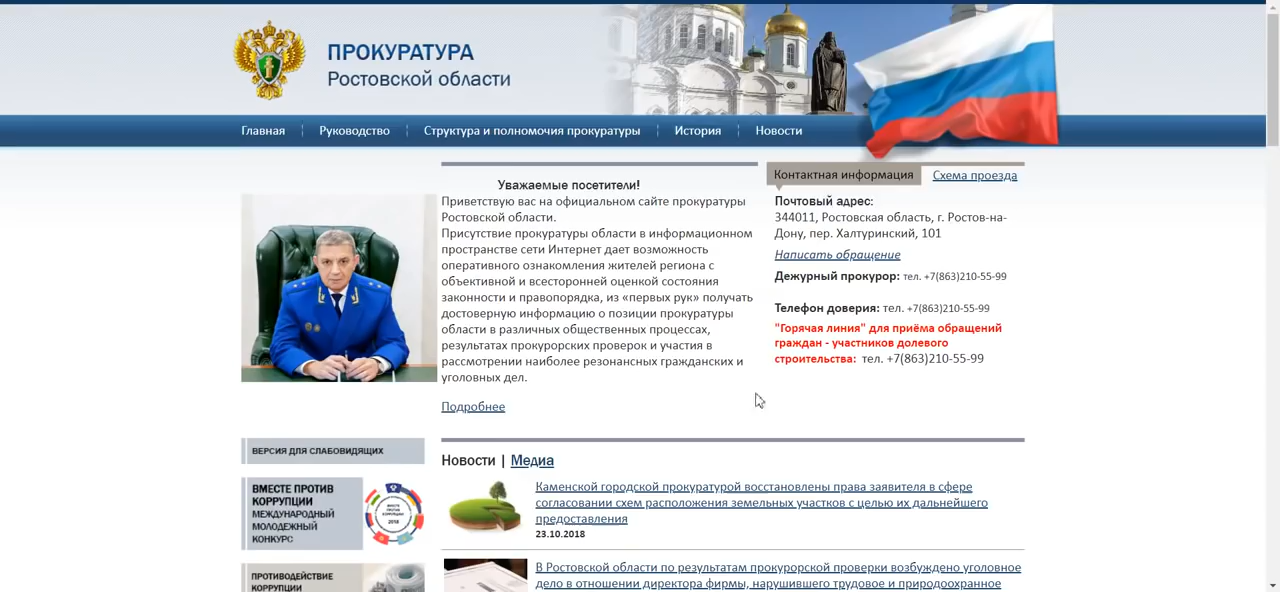 ПРОКУРАТУРА
Ростовской области
Главная
Руководство
Структура и полномочия прокуратуры
История
Новости
Уважаемые посетители!
Приветствую вас на официальном сайте прокуратуры
Ростовской области.
Присутствие прокуратуры области в информационном
пространстве сети Интернет дает возможность
оперативного ознакомления жителей региона с
объективной и всесторонней оценкой состояния
законности и правопорядка, из «первых рук» получать
достоверную информацию о позиции прокуратуры
области в различных общественных процессах,
результатах прокурорских проверок и участия в
рассмотрении наиболее резонансных гражданских и
уголовных дел.
Подробнее
Контактная информация
Схема проезда
Почтовый адрес:
344011, Ростовская область, г. Ростов-на-
Дону, пер. Халтуринский, 101
Написать обращение
Дежурный прокурор: тел. +7(863)210-55-99
Телефон доверия: тел. +7(863)210-55-99
"Горячая линия" для приёма обращений
граждан - участников долевого
строительства: тел. +7(863)210-55-99
ВЕРСИЯ ДЛЯ СЛАБОВИДЯЩИХ
ВМЕСТЕ ПРОТИВ
КОРРУПЦИИ
МЕЖДУНАРОДНЫЙ
МОЛОДЕЖНЫЙ
КОНКУРС
ВМЕСТЕ
ПРОТИВ
КОРРУПЦИИ
2018
ПРОТИВОДЕЙСТВИЕ
КОРРУПЦИИ
Новости | Медиа
Каменской городской прокуратурой восстановлены права заявителя в сфере
согласовании схем расположения земельных участков с целью их дальнейшего
предоставления
23.10.2018
В Ростовской области по результатам прокурорской проверки возбуждено уголовное
дело в отношении директора фирмы, нарушившего трудовое и природоохранное